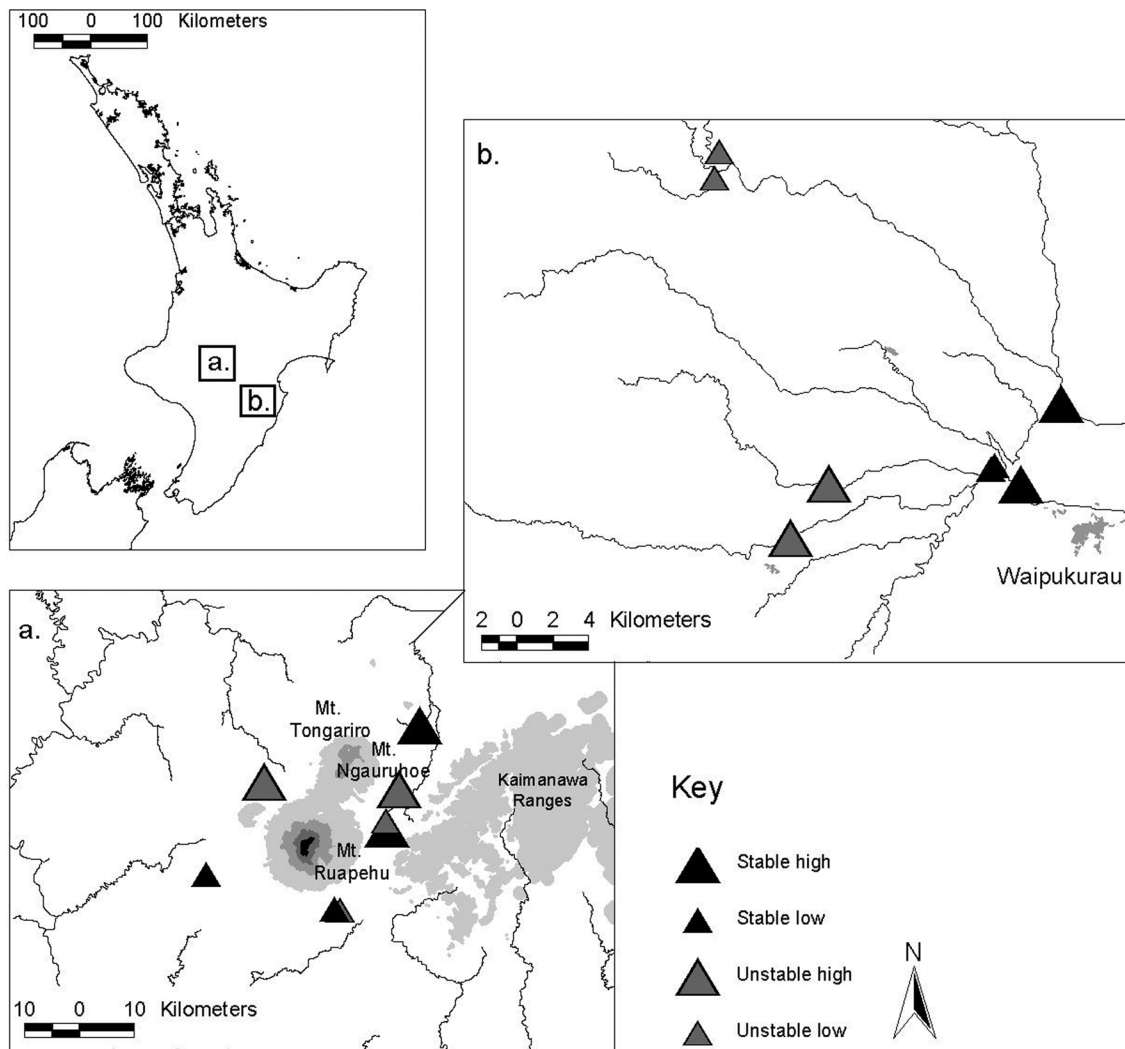 100 0 100 Kilometers
a.
b.
b.
2 0 2 4 Kilometers
Waipukurau
a.
Mt.
Tongariro
Mt.
Ngauruhoe
Kaimanawa
Ranges
Mt.
Ruapehu
10 0 10 Kilometers
Key
Stable high
Stable low
Unstable high
Unstable low
N